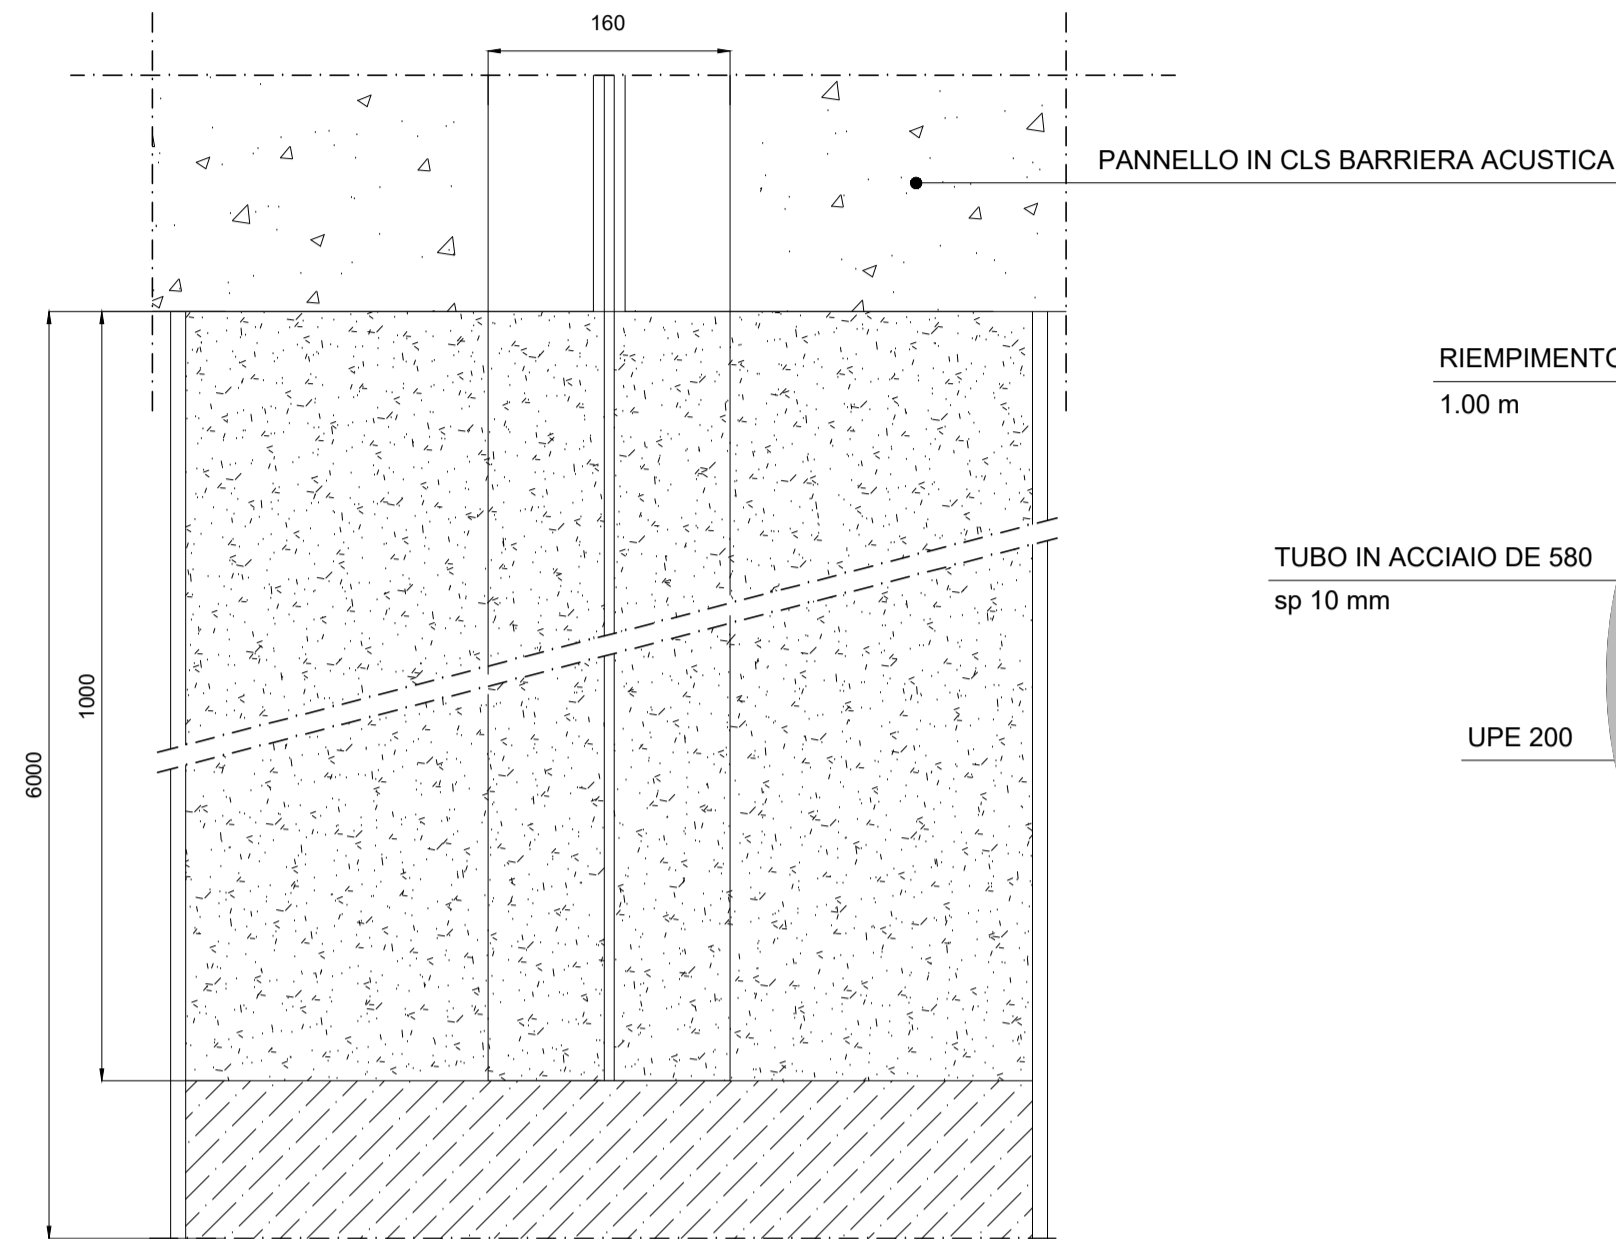 160
PANNELLO IN CLS BARRIERA ACUSTICA
RIEMPIMENTO
1.00 m
TUBO IN ACCIAIO DE 580
sp 10 mm
1000
UPE 200
6000